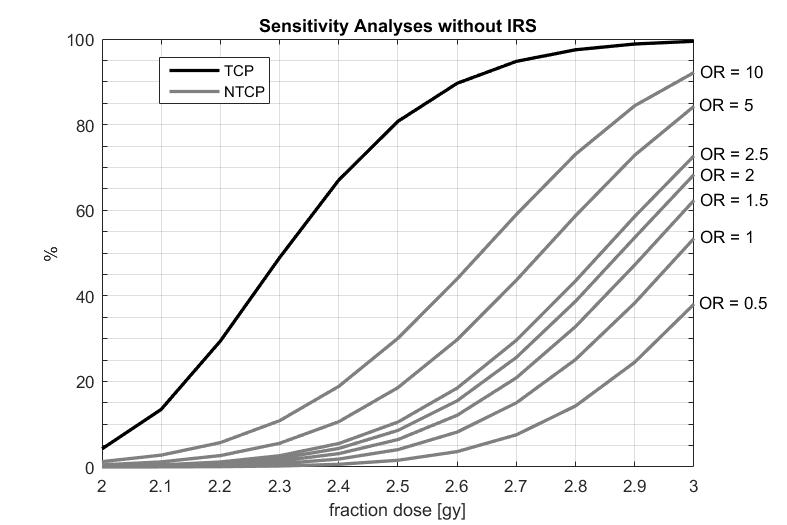 Sensitivity Analyses without IRS
100
80
60
40
20
0
%
TCP
NTCP
OR = 10
OR = 5
OR = 2.5
OR = 2
OR = 1.5
OR = 1
OR = 0.5
2 2.1 2.2 2.3 2.4 2.5 2.6 2.7 2.8 2.9 3
fraction dose [gy]